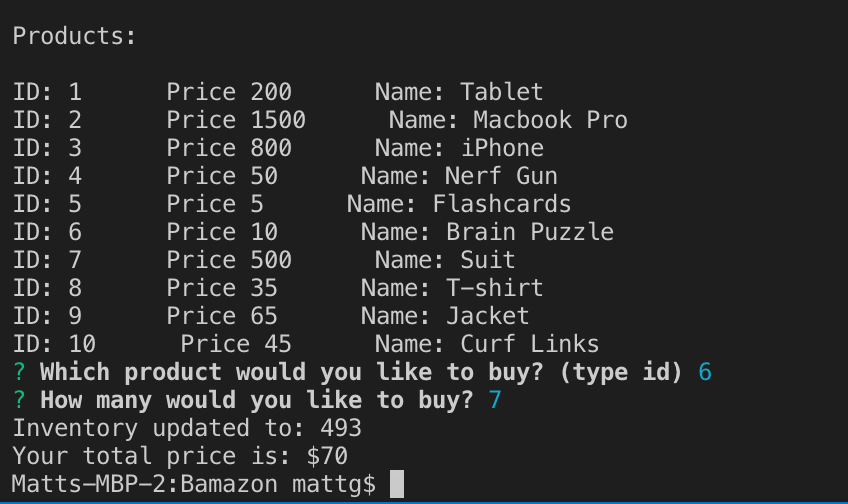 Products:
ID: 1      Price 200      Name: Tablet
ID: 2      Price 1500      Name: Macbook Pro
ID: 3      Price 800      Name: iPhone
ID: 4      Price 50      Name: Nerf Gun
ID: 5      Price 5      Name: Flashcards
ID: 6      Price 10      Name: Brain Puzzle
ID: 7      Price 500      Name: Suit
ID: 8      Price 35      Name: T-shirt
ID: 9      Price 65      Name: Jacket
ID: 10      Price 45      Name: Curf Links
? Which product would you like to buy? (type id) 6
? How many would you like to buy? 7
Inventory updated to: 493
Your total price is: $70
Matts-MBP-2:Bamazon mattg$